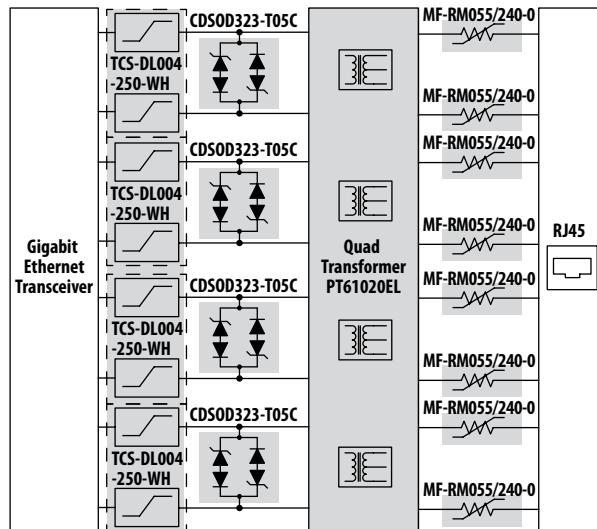 CDSOD323-T05C
MF-RM055/240-0
TCS-DL004
-250-WH
MF-RM055/240-0
CDSOD323-T05C
MF-RM055/240-0
TCS-DL004
-250-WH
MF-RM055/240-0
Gigabit
Ethernet
Transceiver
Quad
Transformer
PT61020EL
RJ45
CDSOD323-T05C
MF-RM055/240-0
TCS-DL004
-250-WH
MF-RM055/240-0
CDSOD323-T05C
MF-RM055/240-0
TCS-DL004
-250-WH
MF-RM055/240-0